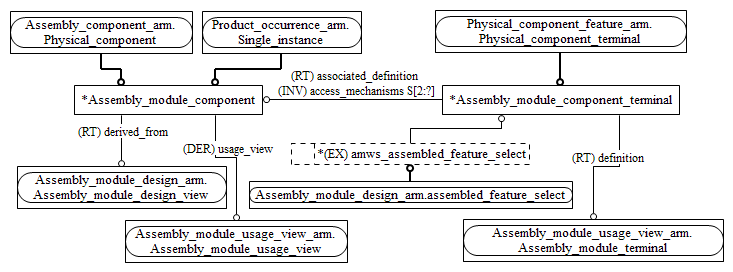 Assembly_component_arm.
Physical_component
Product_occurrence_arm.
Single_instance
Physical_component_feature_arm.
Physical_component_terminal
(RT) associated_definition
(INV) access_mechanisms S[2:?]
*Assembly_module_component
*Assembly_module_component_terminal
(RT) derived_from
(DER) usage_view
*(EX) amws_assembled_feature_select
(RT) definition
Assembly_module_design_arm.
Assembly_module_design_view
Assembly_module_design_arm.assembled_feature_select
Assembly_module_usage_view_arm.
Assembly_module_usage_view
Assembly_module_usage_view_arm.
Assembly_module_terminal